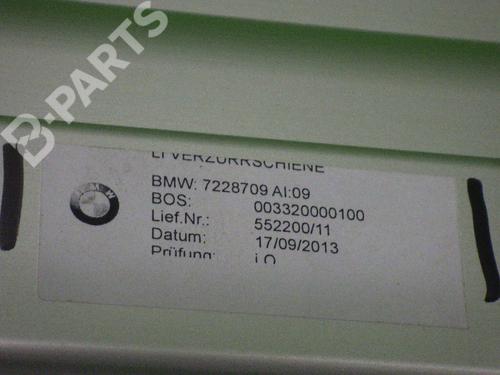 B-PARTS
LI VERZURRSCHIENE
BMW: 7228709 AI:09
BOS: 003320000100
Lief.Nr.: 552200/11
Datum: 17/09/2013
Prüfung: i.O